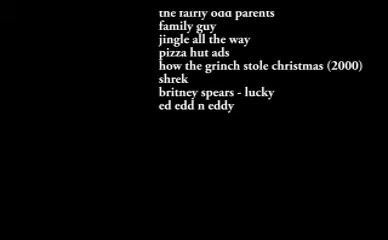 the fairly odd parents
family guy
jingle all the way
pizza hut ads
how the grinch stole christmas (2000)
shrek
britney spears - lucky
ed edd n eddy